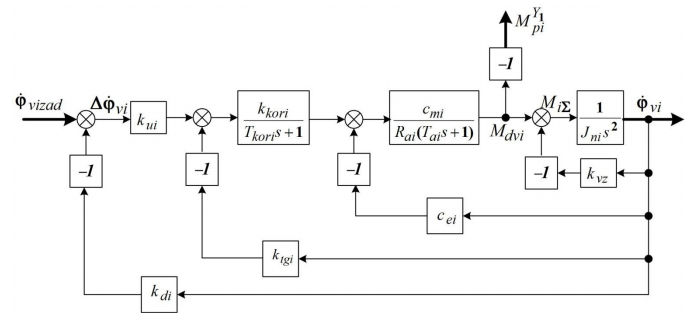 M_{pi}^{Y_1}
-1
φ̇_{vizad}
Δφ̇_{vi}
k_{ui}
k_{kori}
T_{kori}s+1
c_{mi}
R_{ai}(T_{ai}s+1)
M_{dvi}
M_{iΣ}
1
J_{ni}s^2
φ̇_{vi}
-1
-1
-1
-1
k_{vz}
c_{ei}
k_{tgi}
k_{di}